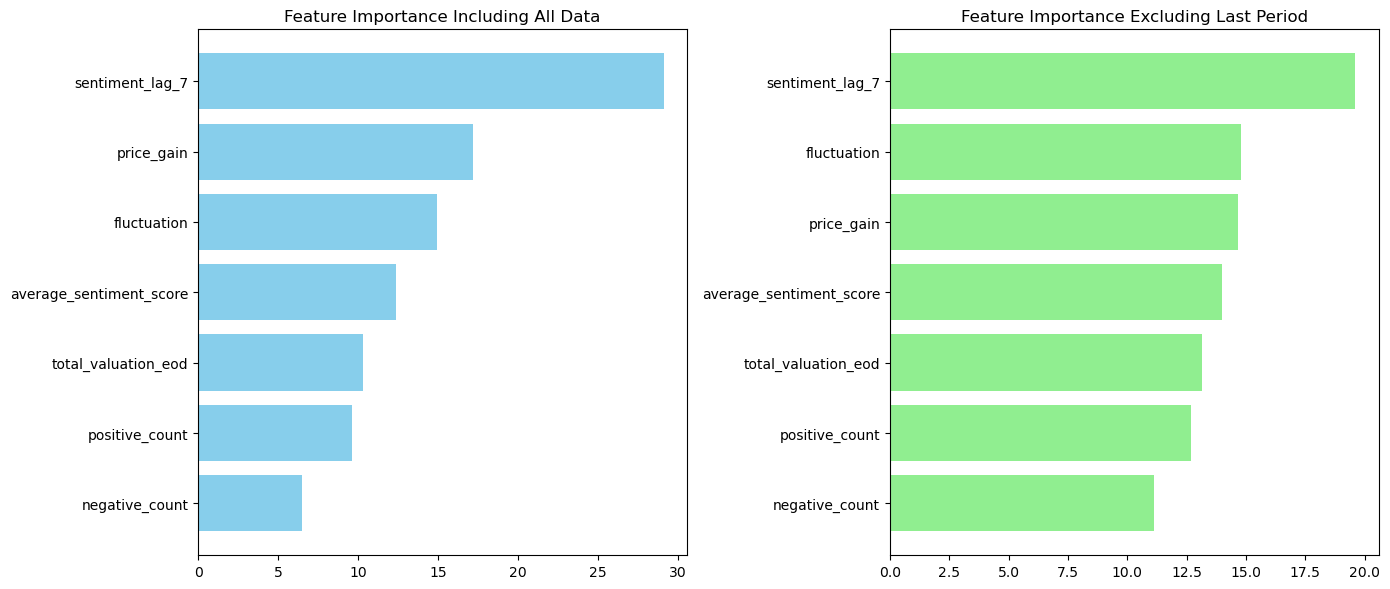 Feature Importance Including All Data
sentiment_lag_7
price_gain
fluctuation
average_sentiment_score
total_valuation_eod
positive_count
negative_count
0 5 10 15 20 25 30
Feature Importance Excluding Last Period
sentiment_lag_7
fluctuation
price_gain
average_sentiment_score
total_valuation_eod
positive_count
negative_count
0.0 2.5 5.0 7.5 10.0 12.5 15.0 17.5 20.0